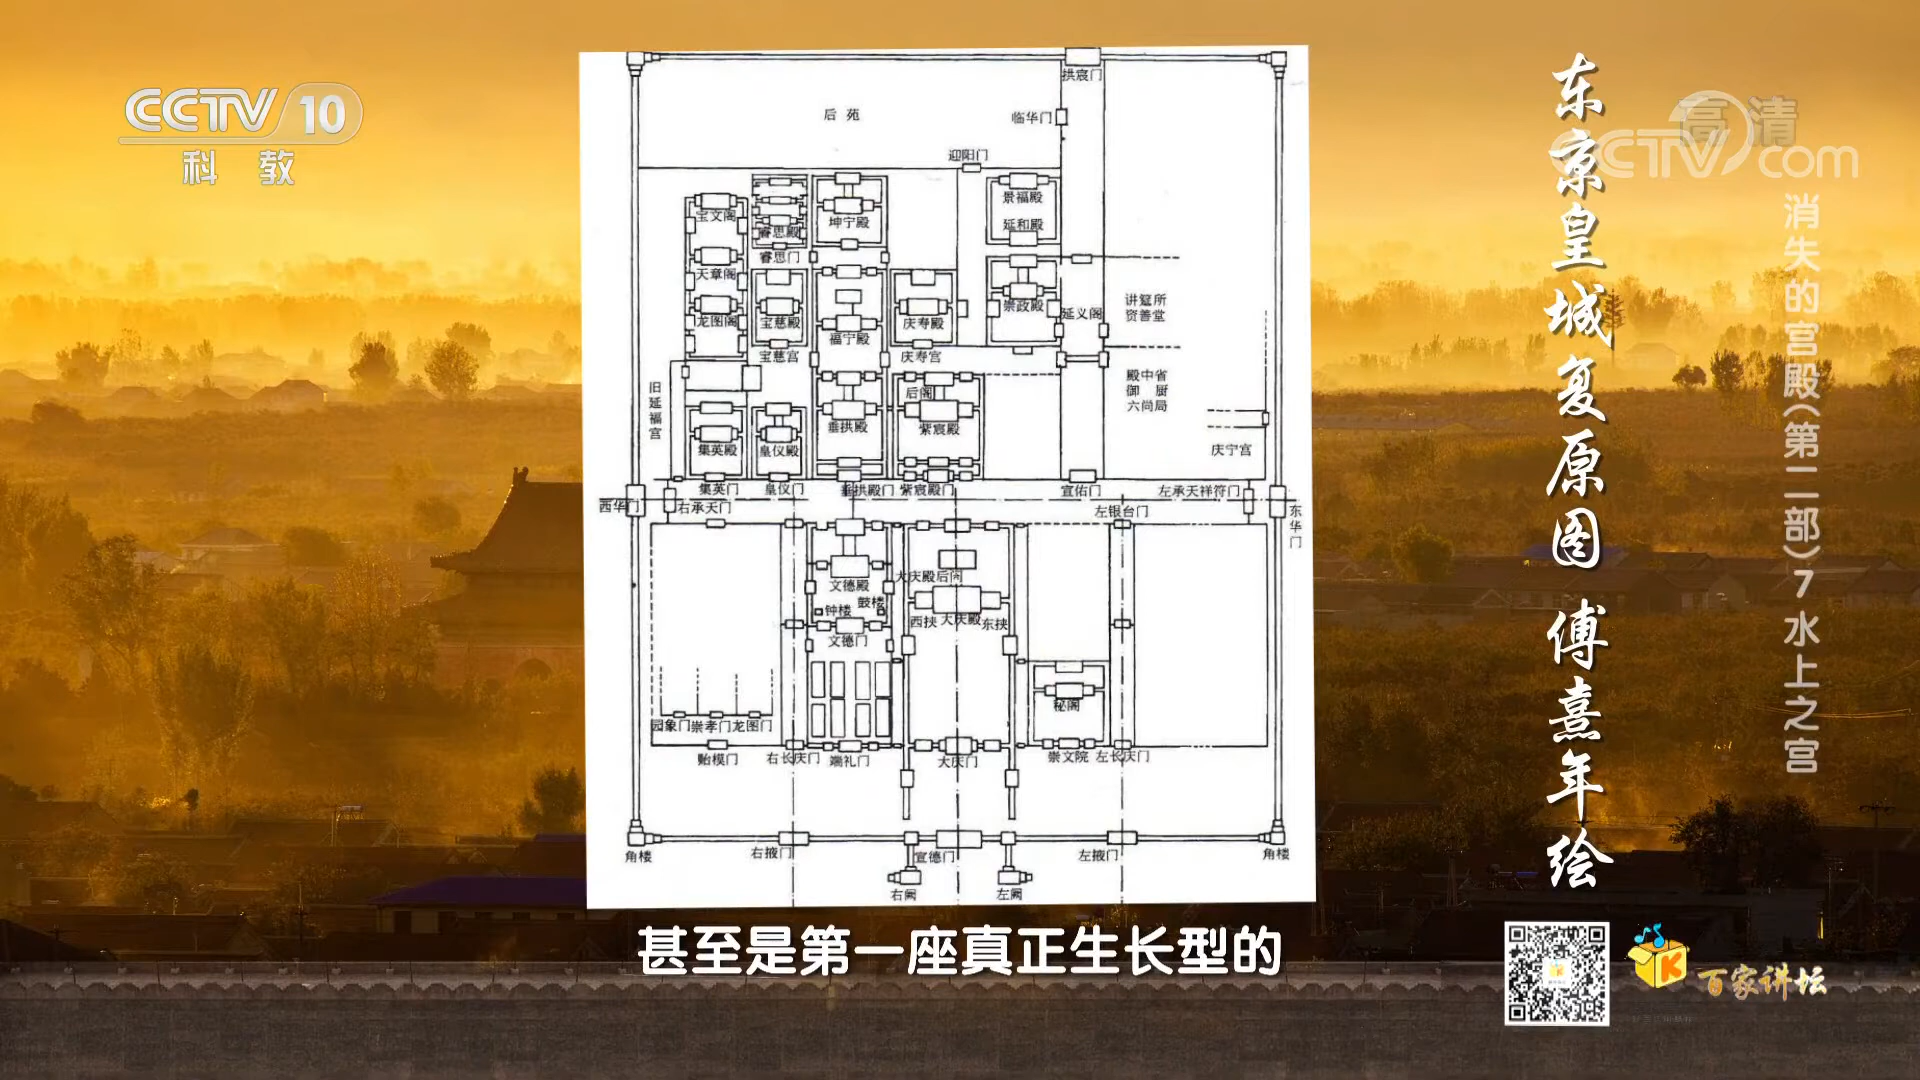 CCTV 10
科 教
高清
CCTV.com
消失的宫殿(第二部)7 水上之宫
东京皇城复原图 傅熹年绘
拱宸门
后苑
临华门
迎阳门
宝文阁
睿思殿
坤宁殿
景福殿
延和殿
睿思门
天章阁
龙图阁
宝慈殿
福宁殿
庆寿殿
崇政殿
延义阁
讲筵所
资善堂
宝慈宫
庆寿宫
旧延福宫
殿中省
御厨
六尚局
后阁
垂拱殿
紫宸殿
集英殿
皇仪殿
庆宁宫
集英门
皇仪门
垂拱殿门
紫宸殿门
宣佑门
左承天祥符门
西华门
右承天门
左银台门
东华门
文德殿
大庆殿后阁
钟楼
鼓楼
西挟
大庆殿
东挟
文德门
秘阁
园象门
崇孝门
龙图门
贻模门
右长庆门
端礼门
大庆门
崇文院
左长庆门
角楼
右掖门
宣德门
左掖门
角楼
右阙
左阙
甚至是第一座真正生长型的
K
百家讲坛